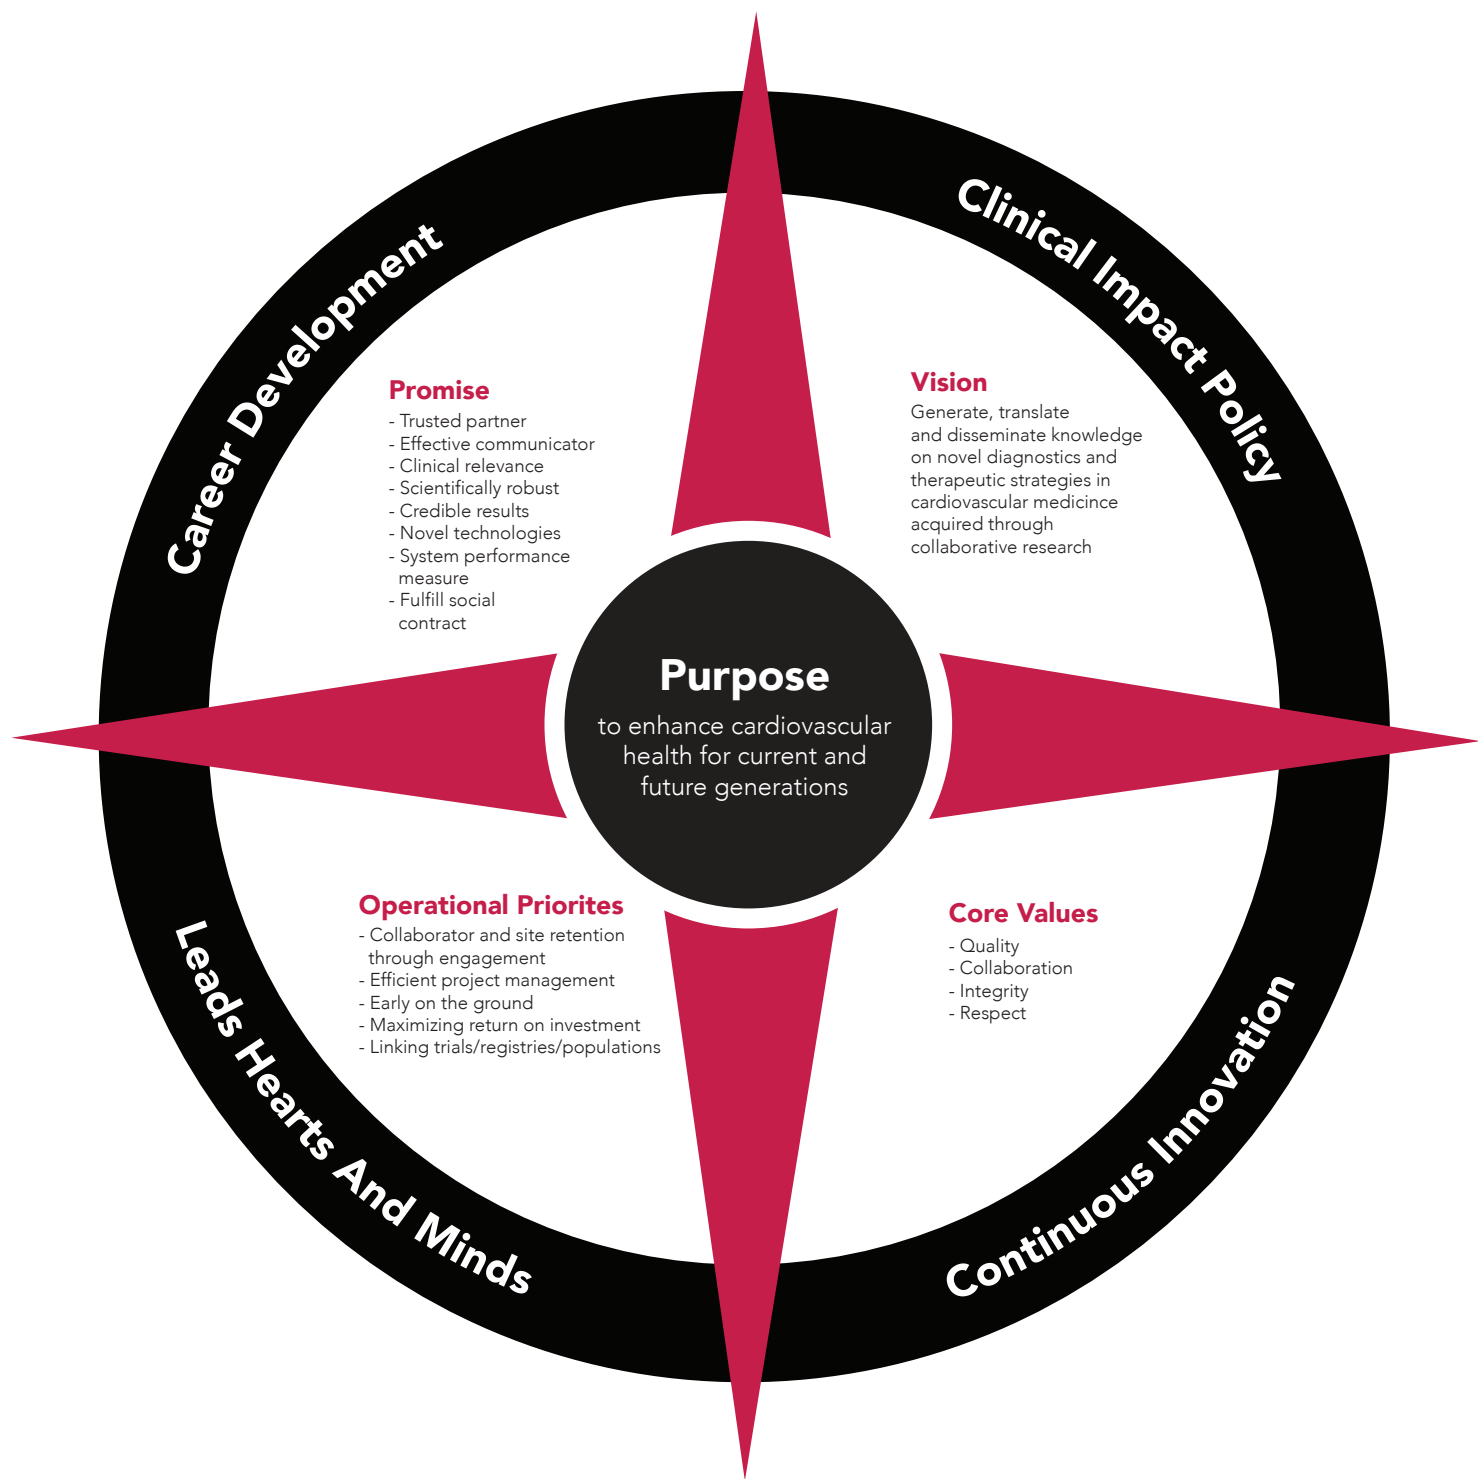 Career Development
Clinical Impact Policy
Promise
- Trusted partner
- Effective communicator
- Clinical relevance
- Scientifically robust
- Credible results
- Novel technologies
- System performance
measure
- Fulfill social
contract
Vision
Generate, translate
and disseminate knowledge
on novel diagnostics and
therapeutic strategies in
cardiovascular medicince
acquired through
collaborative research
Purpose
to enhance cardiovascular
health for current and
future generations
Operational Priorites
- Collaborator and site retention
through engagement
- Efficient project management
- Early on the ground
- Maximizing return on investment
- Linking trials/registries/populations
Core Values
- Quality
- Collaboration
- Integrity
- Respect
Leads Hearts And Minds
Continuous Innovation